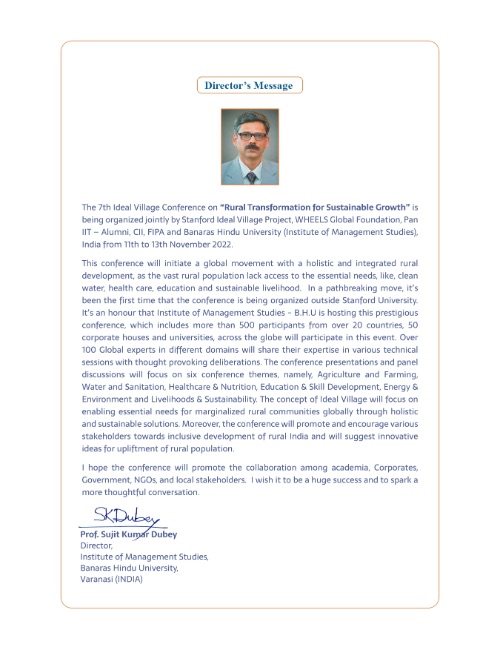 Director's Message
The 7th Ideal Village Conference on “Rural Transformation for Sustainable Growth” is
being organized jointly by Stanford Ideal Village Project, WHEELS Global Foundation, Pan
IIT – Alumni, CII, FIPA and Banaras Hindu University (Institute of Management Studies),
India from 11th to 13th November 2022.
This conference will initiate a global movement with a holistic and integrated rural
development, as the vast rural population lack access to the essential needs, like, clean
water, health care, education and sustainable livelihood. In a pathbreaking move, it's
been the first time that the conference is being organized outside Stanford University.
It's an honour that Institute of Management Studies - B.H.U is hosting this prestigious
conference, which includes more than 500 participants from over 20 countries, 50
corporate houses and universities, across the globe will participate in this event. Over
100 Global experts in different domains will share their expertise in various technical
sessions with thought provoking deliberations. The conference presentations and panel
discussions will focus on six conference themes, namely, Agriculture and Farming,
Water and Sanitation, Healthcare & Nutrition, Education & Skill Development, Energy &
Environment and Livelihoods & Sustainability. The concept of Ideal Village will focus on
enabling essential needs for marginalized rural communities globally through holistic
and sustainable solutions. Moreover, the conference will promote and encourage various
stakeholders towards inclusive development of rural India and will suggest innovative
ideas for upliftment of rural population.
I hope the conference will promote the collaboration among academia, Corporates,
Government, NGOs, and local stakeholders. I wish it to be a huge success and to spark a
more thoughtful conversation.
SKDubey
Prof. Sujit Kumar Dubey
Director,
Institute of Management Studies,
Banaras Hindu University,
Varanasi (INDIA)